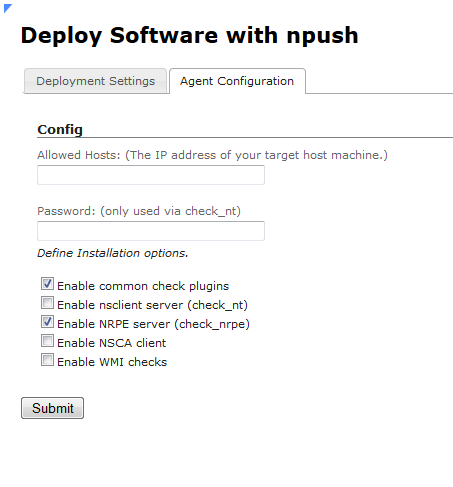 Deploy Software with npush
Deployment Settings
Agent Configuration
Config
Allowed Hosts: (The IP address of your target host machine.)
Password: (only used via check_nt)
Define Installation options.
Enable common check plugins
Enable nsclient server (check_nt)
Enable NRPE server (check_nrpe)
Enable NSCA client
Enable WMI checks
Submit